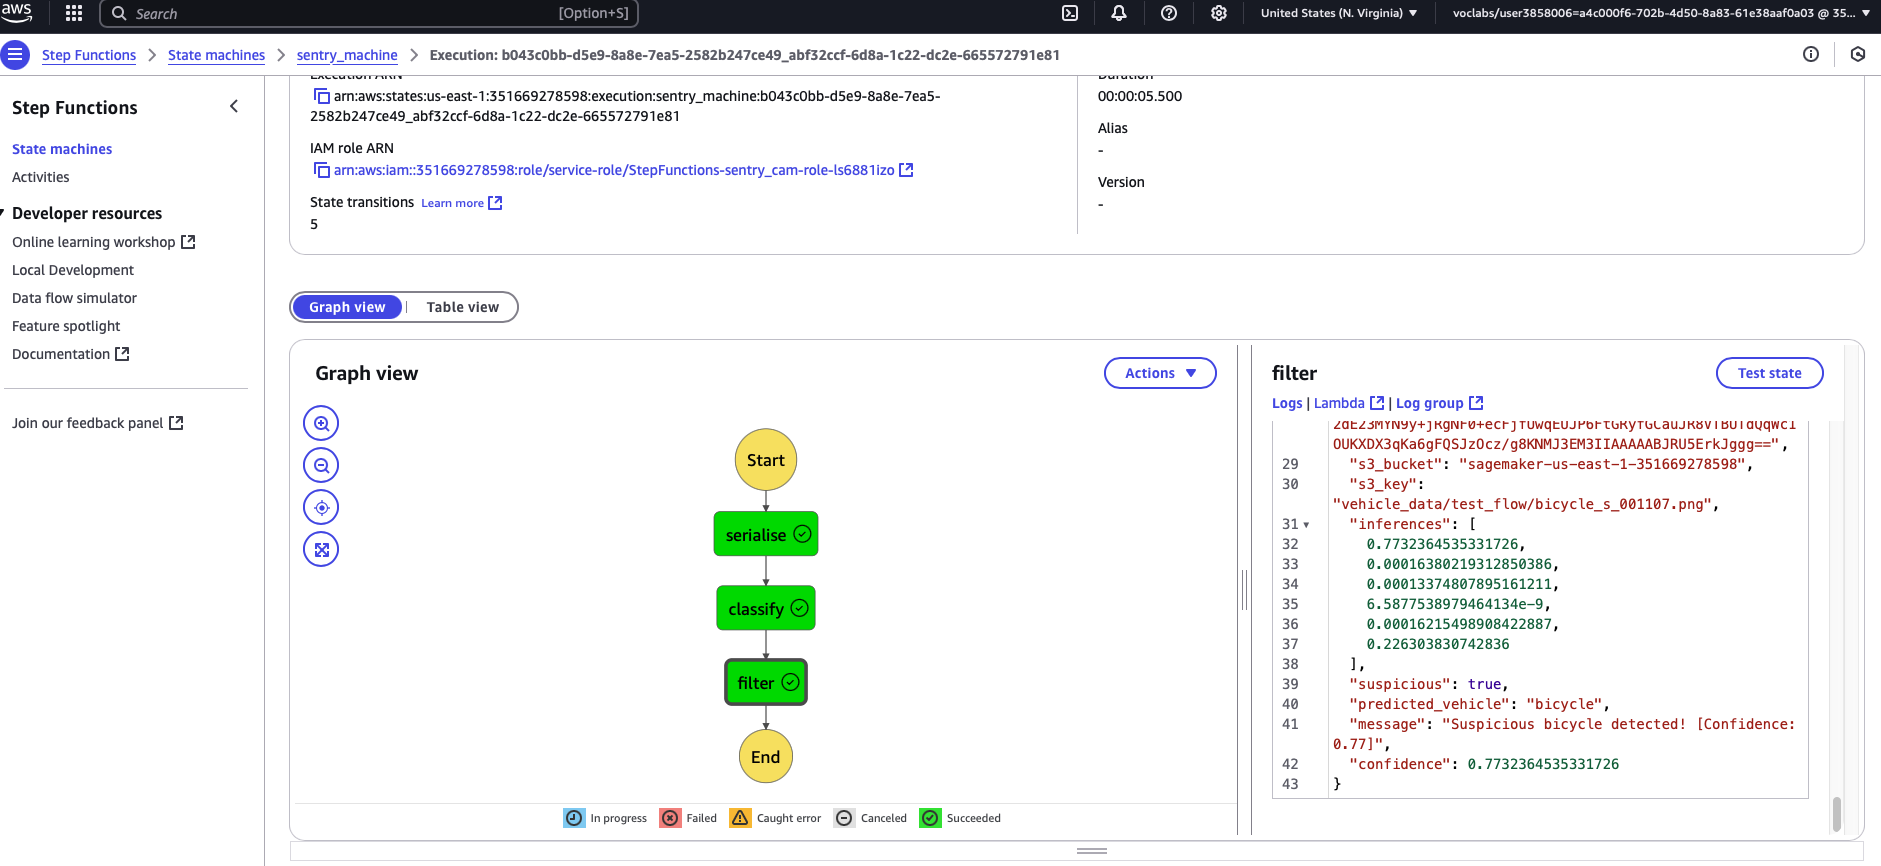 aws
Search
[Option+S]
United States (N. Virginia)
voclabs/user3858006=a4c000f6-702b-4d50-8a83-61e38aaf0a03 @ 35...
Step Functions
State machines
sentry_machine
Execution: b043c0bb-d5e9-8a8e-7ea5-2582b247ce49_abf32ccf-6d8a-1c22-dc2e-665572791e81
Step Functions
State machines
Activities
Developer resources
Online learning workshop
Local Development
Data flow simulator
Feature spotlight
Documentation
Join our feedback panel
Execution ARN
arn:aws:states:us-east-1:351669278598:execution:sentry_machine:b043c0bb-d5e9-8a8e-7ea5-
2582b247ce49_abf32ccf-6d8a-1c22-dc2e-665572791e81
IAM role ARN
arn:aws:iam::351669278598:role/service-role/StepFunctions-sentry_cam-role-ls6881izo
State transitions Learn more
5
Duration
00:00:05.500
Alias
-
Version
-
Graph view
Table view
Graph view
Actions
Start
serialise
classify
filter
End
In progress
Failed
Caught error
Canceled
Succeeded
filter
Test state
Logs | Lambda | Log group
OUKXDX3qKa6gFQSJzOcz/g8KNMJ3EM3IIAAAAABJRU5ErkJggg==",
29 "s3_bucket": "sagemaker-us-east-1-351669278598",
30 "s3_key":
"vehicle_data/test_flow/bicycle_s_001107.png",
31 "inferences": [
32 0.7732364535331726,
33 0.00016380219312850386,
34 0.00013374807895161211,
35 6.5877538979464134e-9,
36 0.00016215498908422887,
37 0.226303830742836
38 ],
39 "suspicious": true,
40 "predicted_vehicle": "bicycle",
41 "message": "Suspicious bicycle detected! [Confidence:
0.77]",
42 "confidence": 0.7732364535331726
43 }